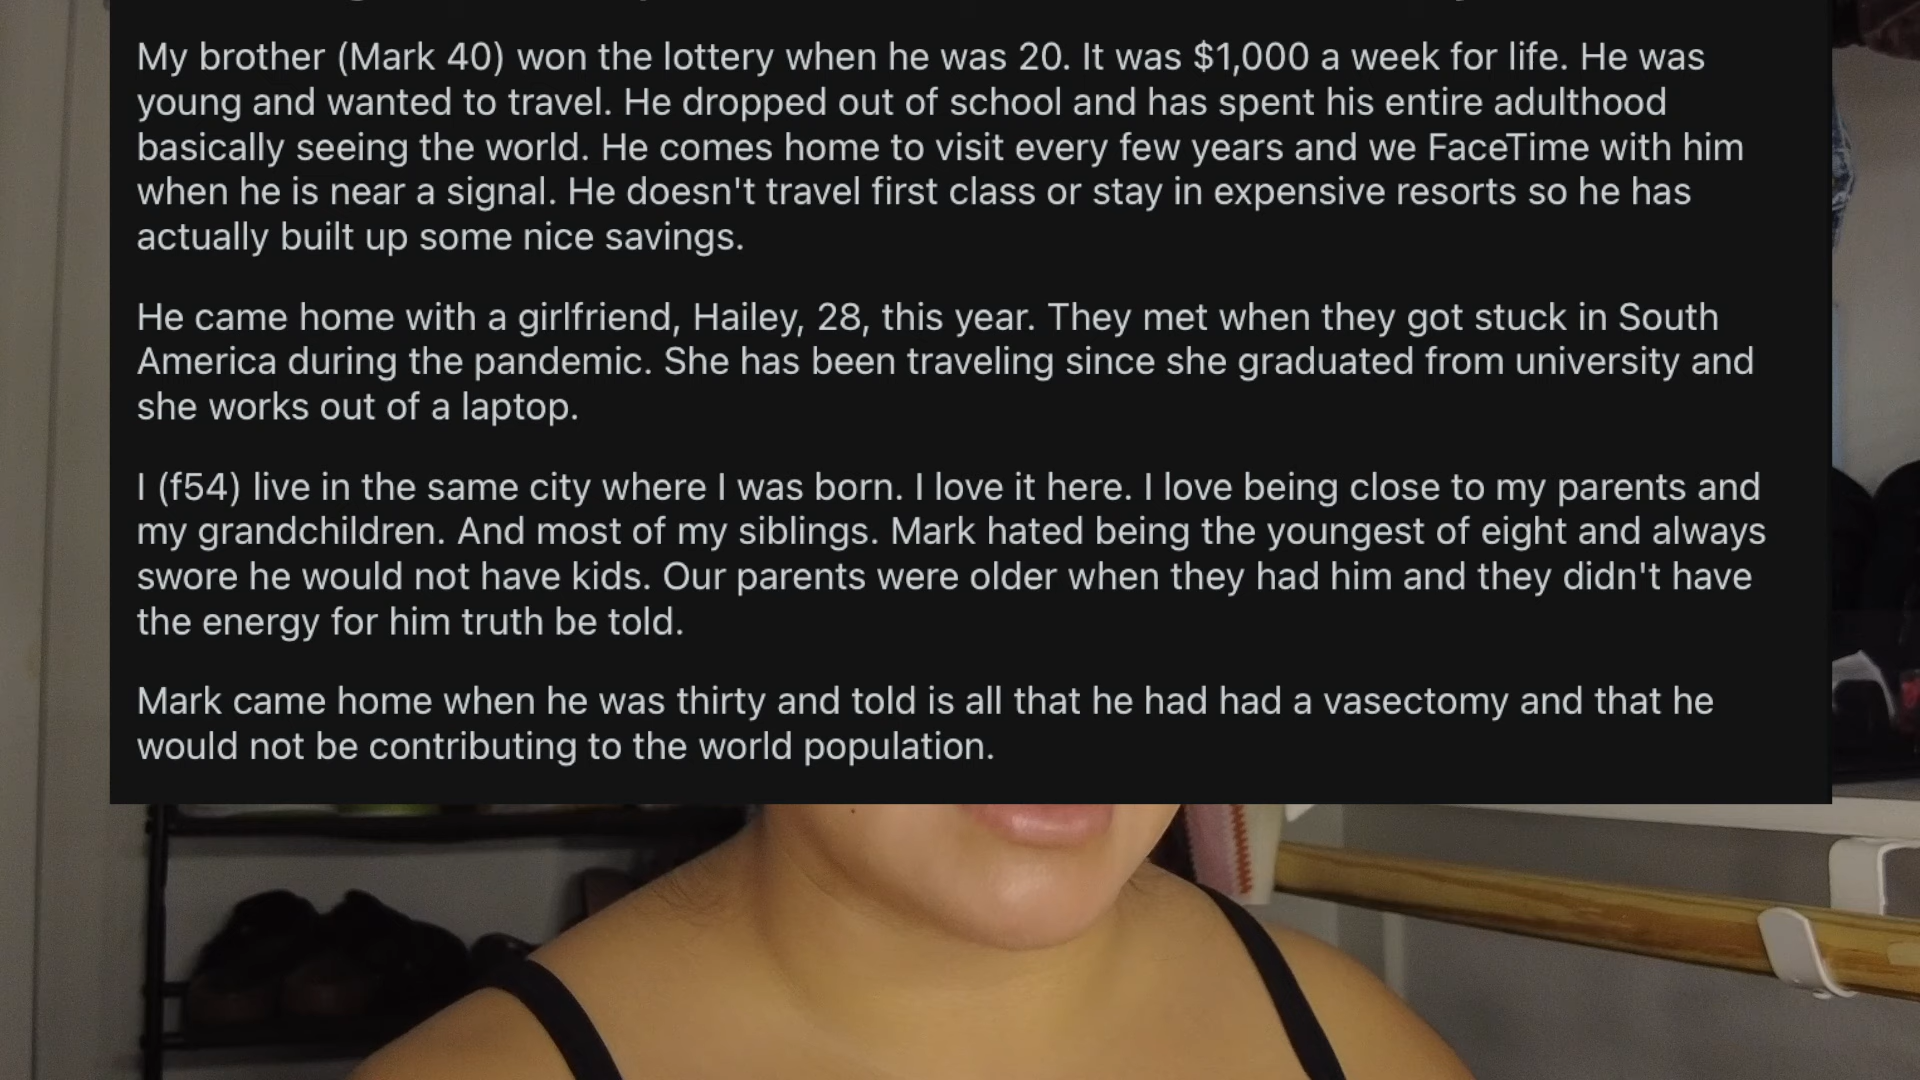 My brother (Mark 40) won the lottery when he was 20. It was $1,000 a week for life. He was
young and wanted to travel. He dropped out of school and has spent his entire adulthood
basically seeing the world. He comes home to visit every few years and we FaceTime with him
when he is near a signal. He doesn't travel first class or stay in expensive resorts so he has
actually built up some nice savings.
He came home with a girlfriend, Hailey, 28, this year. They met when they got stuck in South
America during the pandemic. She has been traveling since she graduated from university and
she works out of a laptop.
I (f54) live in the same city where I was born. I love it here. I love being close to my parents and
my grandchildren. And most of my siblings. Mark hated being the youngest of eight and always
swore he would not have kids. Our parents were older when they had him and they didn't have
the energy for him truth be told.
Mark came home when he was thirty and told is all that he had had a vasectomy and that he
would not be contributing to the world population.